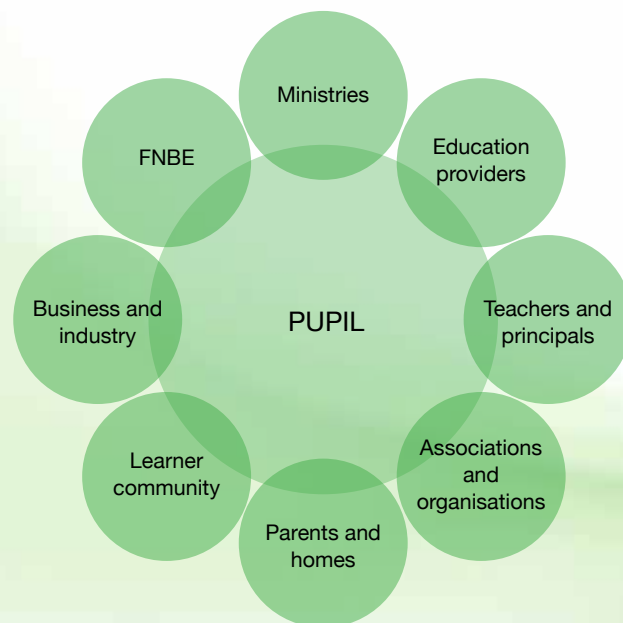 Ministries
FNBE
Education
providers
Business and
industry
PUPIL
Teachers and
principals
Learner
community
Associations
and
organisations
Parents and
homes